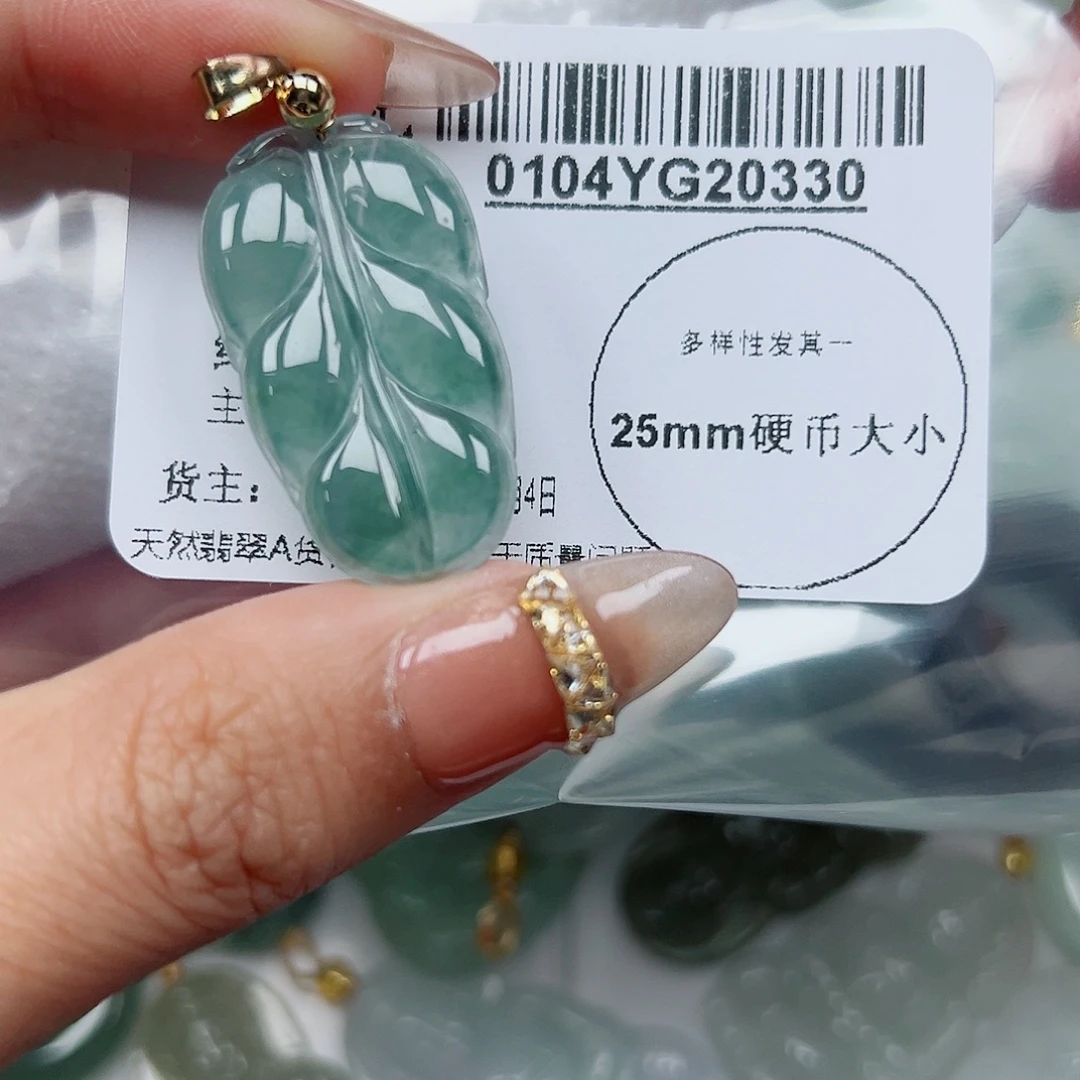 0104YG20330
多样性发其一
25mm硬币大小
主
货主:
4日
天然翡翠A货